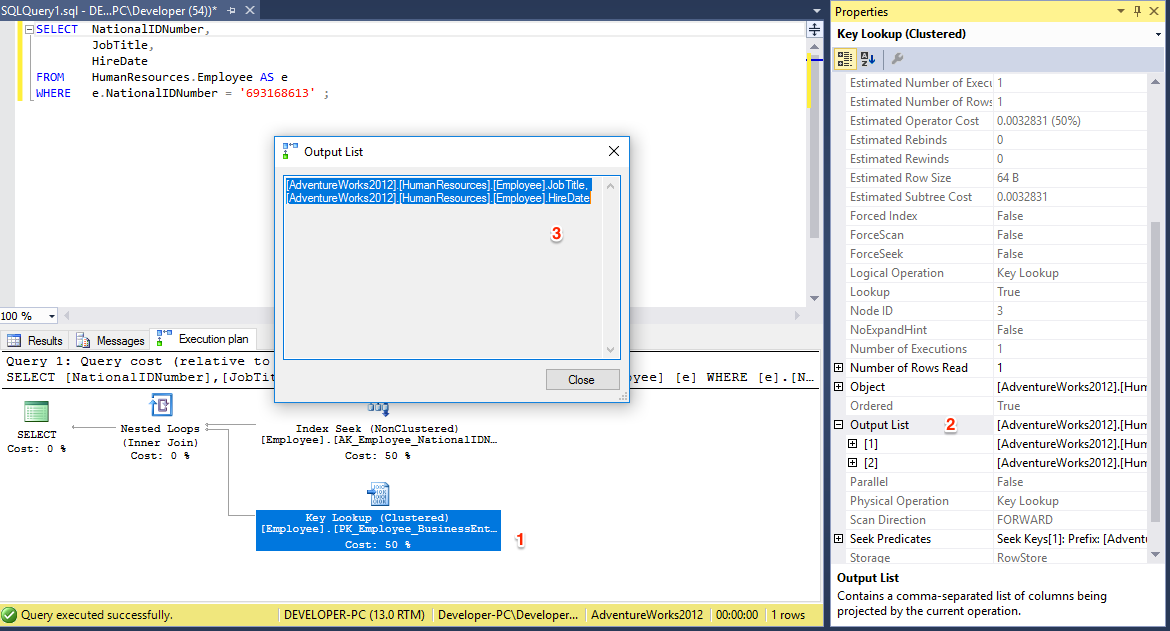 SQLQuery1.sql - DE...PC\Developer (54))*
SELECT NationalIDNumber,
JobTitle,
HireDate
FROM HumanResources.Employee AS e
WHERE e.NationalIDNumber = '693168613' ;
Output List
[AdventureWorks2012].[HumanResources].[Employee].JobTitle,
[AdventureWorks2012].[HumanResources].[Employee].HireDate
3
Close
100 %
Results
Messages
Execution plan
Query 1: Query cost (relative to
SELECT [NationalIDNumber],[JobTit
yee] [e] WHERE [e].[N...
SELECT
Cost: 0 %
Nested Loops
(Inner Join)
Cost: 0 %
Index Seek (NonClustered)
[Employee].[AK_Employee_NationalIDN...
Cost: 50 %
Key Lookup (Clustered)
[Employee].[PK_Employee_BusinessEnt...
Cost: 50 %
1
Query executed successfully.
DEVELOPER-PC (13.0 RTM)
Developer-PC\Developer...
AdventureWorks2012
00:00:00
1 rows
Properties
Key Lookup (Clustered)
Estimated Number of Execu 1
Estimated Number of Rows 1
Estimated Operator Cost 0.0032831 (50%)
Estimated Rebinds 0
Estimated Rewinds 0
Estimated Row Size 64 B
Estimated Subtree Cost 0.0032831
Forced Index False
ForceScan False
ForceSeek False
Logical Operation Key Lookup
Lookup True
Node ID 3
NoExpandHint False
Number of Executions 1
Number of Rows Read 1
Object [AdventureWorks2012].[Hum
Ordered True
Output List 2 [AdventureWorks2012].[Hum
[1] [AdventureWorks2012].[Hum
[2] [AdventureWorks2012].[Hum
Parallel False
Physical Operation Key Lookup
Scan Direction FORWARD
Seek Predicates Seek Keys[1]: Prefix: [Advent
Storage RowStore
Output List
Contains a comma-separated list of columns being
projected by the current operation.